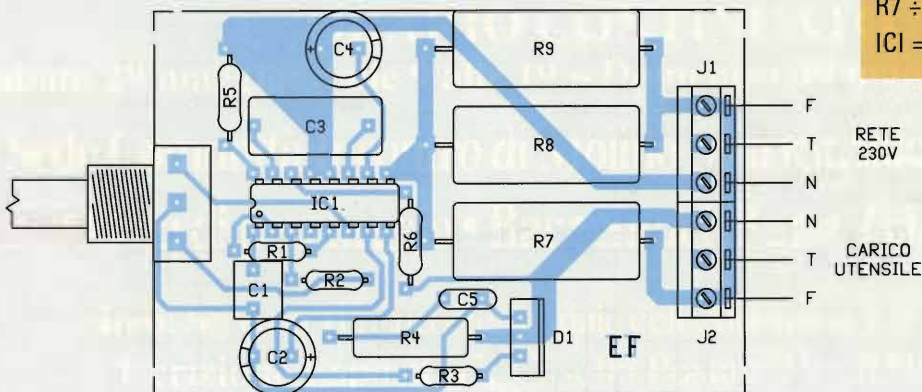 R7 ÷
ICI =
C4
R9
J1
R5
C3
F
R8
T
RETE
230V
N
IC1
R6
N
R1
R7
T
CARICO
UTENSILE
R2
C1
C5
F
R4
D1
EF
J2
C2
R3